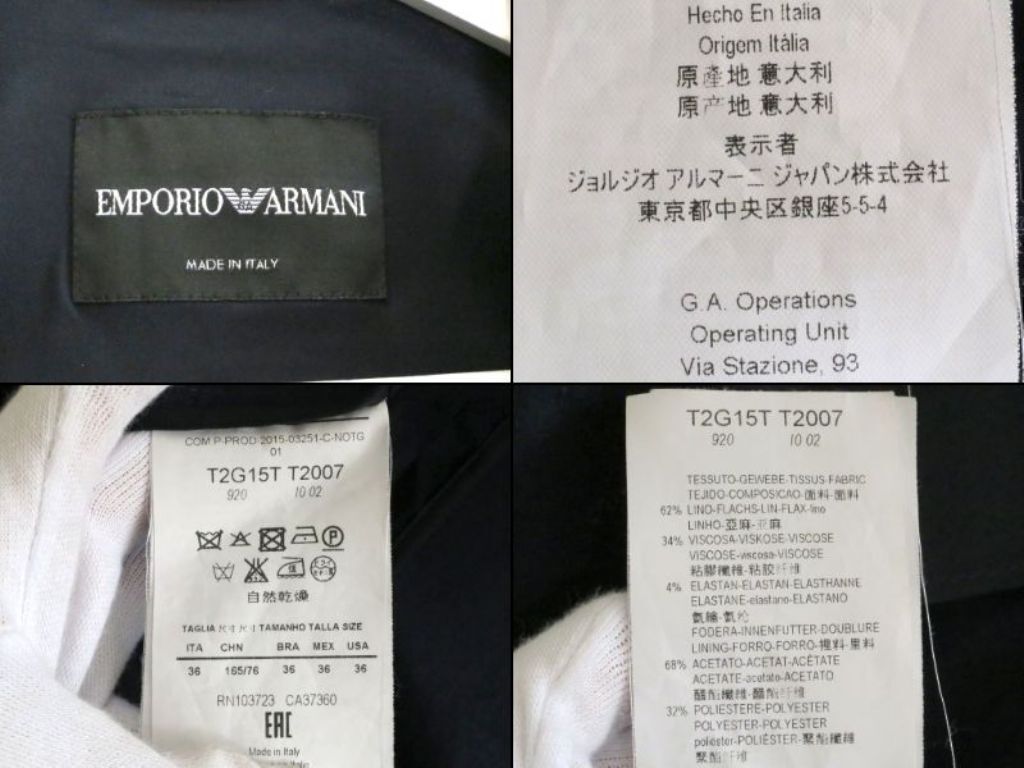 EMPORIO ARMANI
MADE IN ITALY
Hecho En Italia
Origem Itália
原產地 意大利
原产地 意大利
表示者
ジョルジオ アルマーニ ジャパン株式会社
東京都中央区銀座5-5-4
G.A. Operations
Operating Unit
Via Stazione, 93
COM P-PROD 2015-03251-C-NOTG
01
T2G15T T2007
920 10 02
自然乾燥
TAGLIA 尺寸 尺寸 TAMANHO TALLA SIZE
ITA CHN BRA MEX USA
36 165/76 36 36 36
RN103723 CA37360
EAC
Made in Italy
T2G15T T2007
920 10 02
TESSUTO-GEWEBE-TISSUS-FABRIC
TEJIDO-COMPOSICAO-面料-面料
62% LINO-FLACHS-LIN-FLAX-lino
LINHO-亞麻-亚麻
34% VISCOSA-VISKOSE-VISCOSE
VISCOSE-viscosa-VISCOSE
粘膠纖維-粘胶纤维
4% ELASTAN-ELASTAN-ELASTHANNE
ELASTANE-elastano-ELASTANO
氨綸-氨纶
FODERA-INNENFUTTER-DOUBLURE
LINING-FORRO-FORRO-裡料-里料
68% ACETATO-ACETAT-ACÉTATE
ACETATE-acetato-ACETATO
醋酯纖維-醋酯纤维
32% POLIESTERE-POLYESTER
POLYESTER-POLYESTER
poliéster-POLIÉSTER-聚酯纖維
聚酯纤维